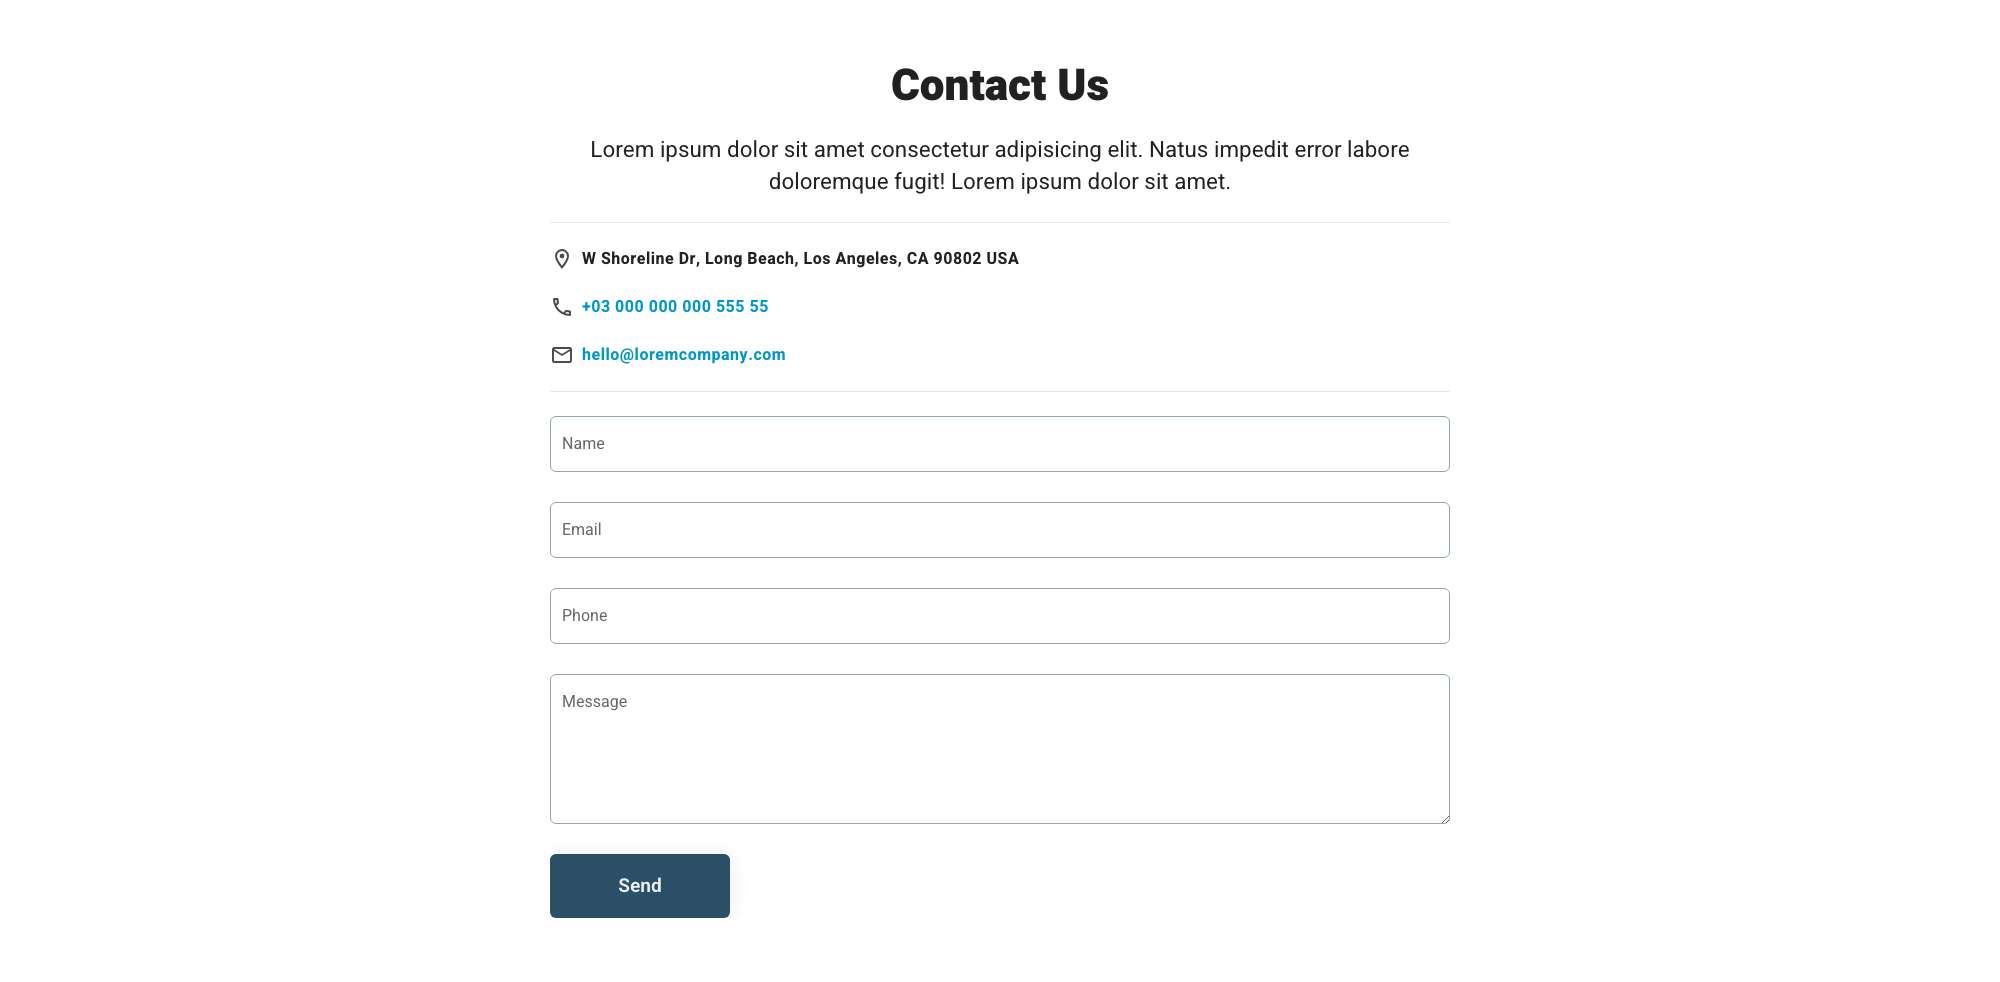 Contact Us
Lorem ipsum dolor sit amet consectetur adipisicing elit. Natus impedit error labore
doloremque fugit! Lorem ipsum dolor sit amet.
W Shoreline Dr, Long Beach, Los Angeles, CA 90802 USA
+03 000 000 000 555 55
hello@loremcompany.com
Name
Email
Phone
Message
Send